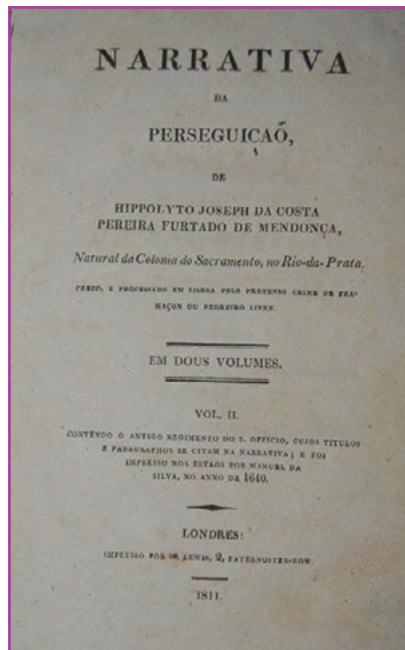 NARRATIVA
DA
PERSEGUIÇAÕ,
DE
HIPPOLYTO JOSEPH DA COSTA
PEREIRA FURTADO DE MENDONÇA,
Natural da Colonia do Sacramento, no Rio-da-Prata.
PREZO, E PROCESSADO EM LISBOA PELO PRETENSO CRIME DE FRA-
MAÇON OU PEDREIRO LIVRE.
EM DOUS VOLUMES.
VOL. II.
CONTÉNDO O ANTIGO REGIMENTO DO S. OFFICIO, CUJOS TITULOS
E PARAGRAPHOS SE CITAM NA NARRATIVA; E FOI
IMPRESSO NOS ESTAOS POR MANUEL DA
SILVA, NO ANNO DE 1640.
LONDRES:
IMPRESSO POR W. LEWIS, 2, PATERNOSTER-ROW.
1811.